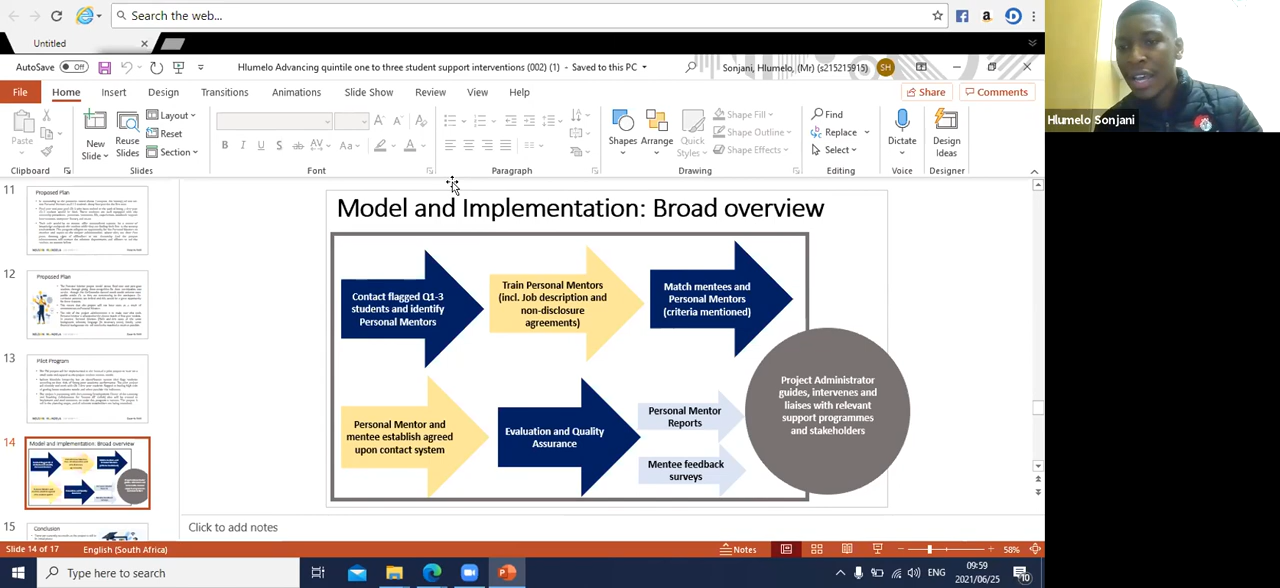 Search the web...
Untitled
AutoSave Off
Hlumelo Advancing quintile one to three student support interventions (002) (1) - Saved to this PC
Sonjani, Hlumelo, (Mr) (s215215915)
SH
File
Home
Insert
Design
Transitions
Animations
Slide Show
Review
View
Help
Share
Comments
Paste
New
Slide
Reuse
Slides
Layout
Reset
Section
Shapes
Arrange
Quick
Styles
Shape Fill
Shape Outline
Shape Effects
Find
Replace
Select
Dictate
Design
Ideas
Clipboard
Slides
Font
Paragraph
Drawing
Editing
Voice
Designer
Hlumelo Sonjani
11
Proposed Plan
12
Proposed Plan
13
Pilot Program
14
Model and Implementation: Broad overview
15
Conclusion
Model and Implementation: Broad overview
Contact flagged Q1-3
students and identify
Personal Mentors
Train Personal Mentors
(incl. Job description and
non-disclosure
agreements)
Match mentees and
Personal Mentors
(criteria mentioned)
Project Administrator
guides, intervenes and
liaises with relevant
support programmes
and stakeholders
Personal Mentor and
mentee establish agreed
upon contact system
Evaluation and Quality
Assurance
Personal Mentor
Reports
Mentee feedback
surveys
Click to add notes
Slide 14 of 17
English (South Africa)
Notes
58%
Type here to search
ENG
09:59
2021/06/25
10